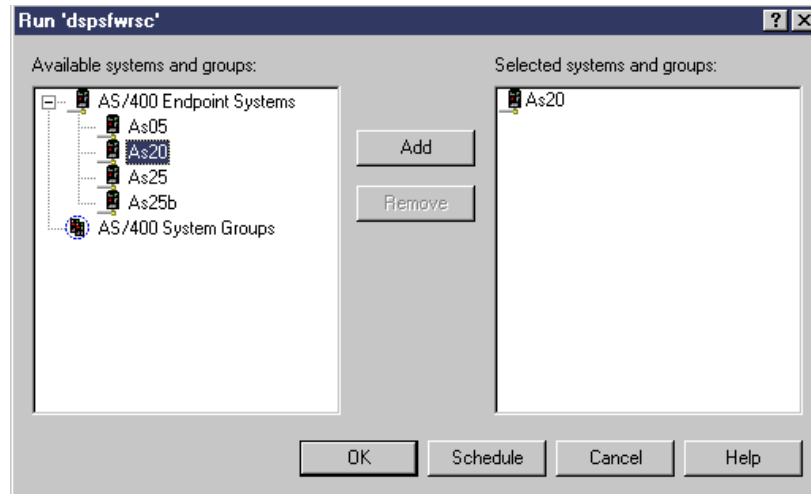 Run 'dspsfwrsc'
Available systems and groups:
AS/400 Endpoint Systems
As05
As20
As25
As25b
AS/400 System Groups
Add
Remove
Selected systems and groups:
As20
OK
Schedule
Cancel
Help